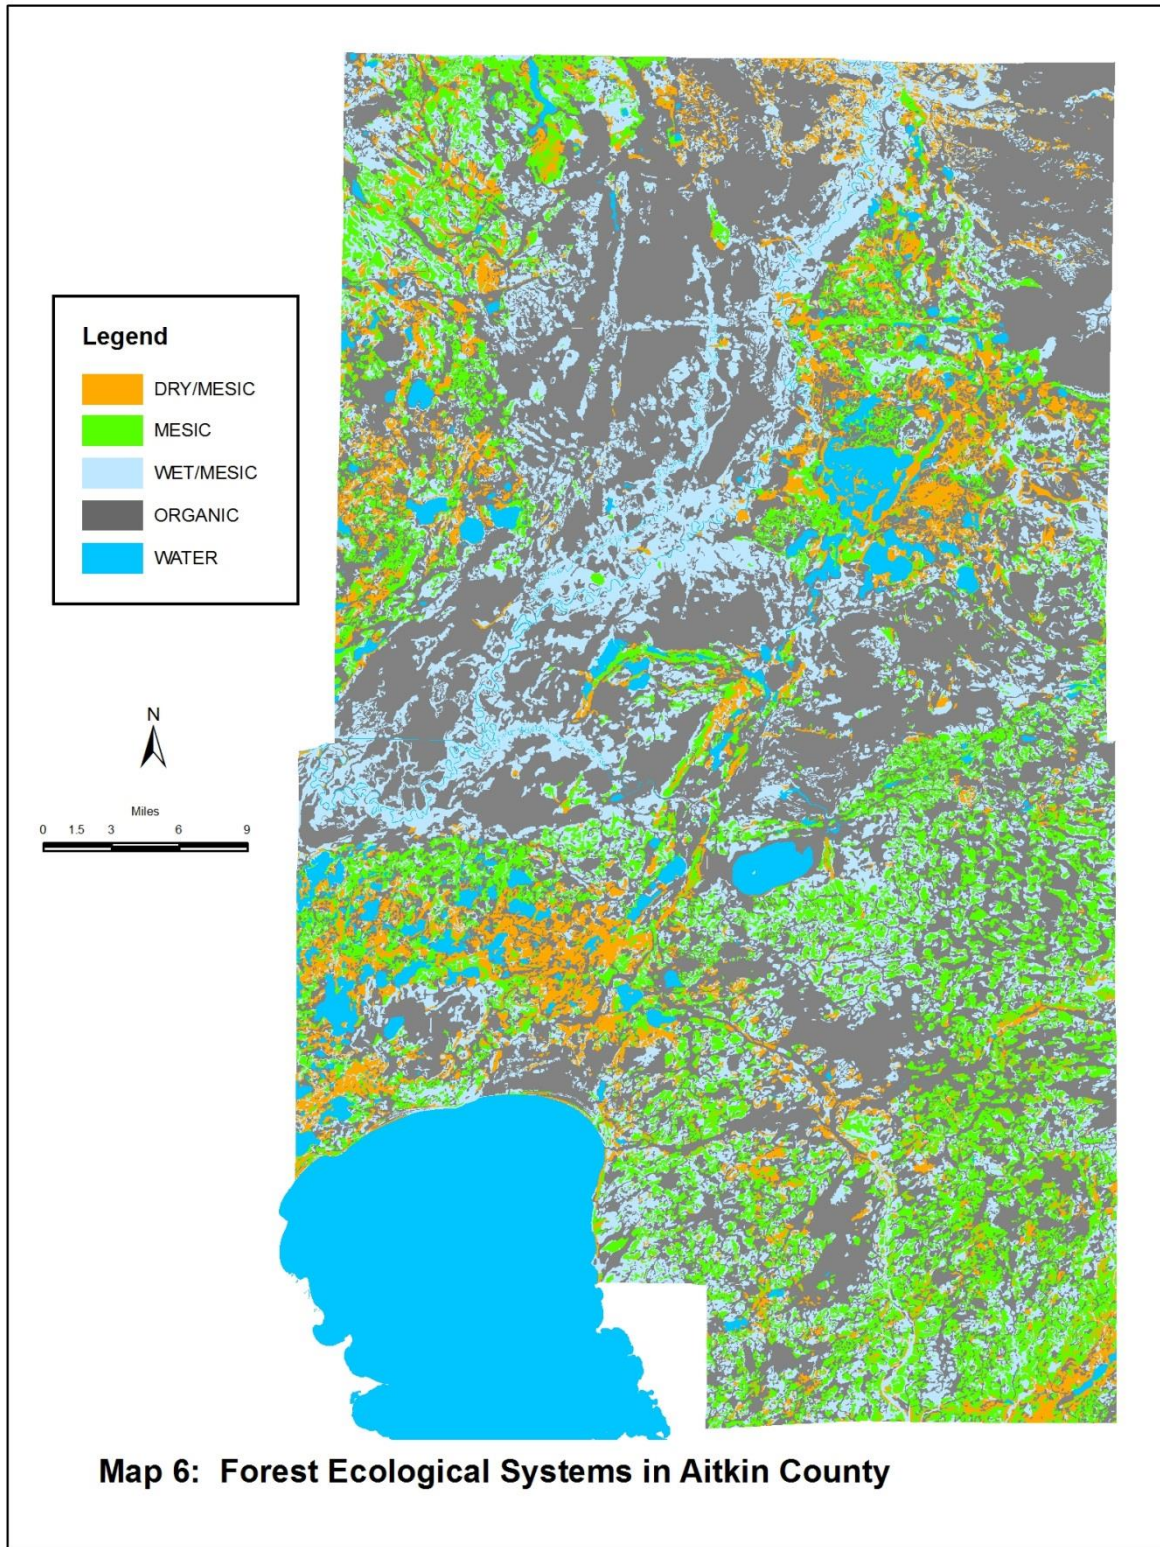 Legend
DRY/MESIC
MESIC
WET/MESIC
ORGANIC
WATER
N
Miles
0 1.5 3 6 9
Map 6: Forest Ecological Systems in Aitkin County